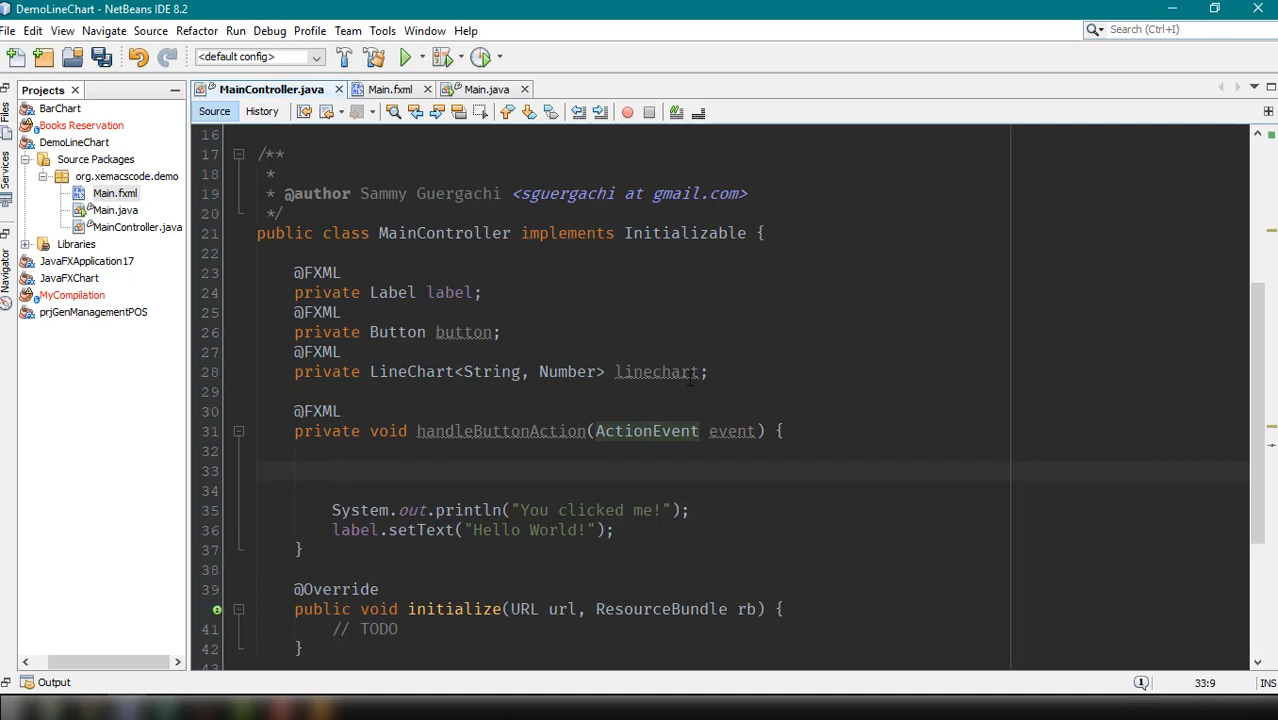 DemoLineChart - NetBeans IDE 8.2
File Edit View Navigate Source Refactor Run Debug Profile Team Tools Window Help
Search (Ctrl+I)
<default config>
Projects
MainController.java
Main.fxml
Main.java
Source History
Files
Services
Navigator
BarChart
Books Reservation
DemoLineChart
Source Packages
org.xemacscode.demo
Main.fxml
Main.java
MainController.java
Libraries
JavaFXApplication17
JavaFXChart
MyCompilation
prjGenManagementPOS
16
17 /**
18 *
19 * @author Sammy Guergachi <sguergachi at gmail.com>
20 */
21 public class MainController implements Initializable {
22
23 @FXML
24 private Label label;
25 @FXML
26 private Button button;
27 @FXML
28 private LineChart<String, Number> linechart;
29
30 @FXML
31 private void handleButtonAction(ActionEvent event) {
32
33
34
35 System.out.println("You clicked me!");
36 label.setText("Hello World!");
37 }
38
39 @Override
40 public void initialize(URL url, ResourceBundle rb) {
41 // TODO
42 }
43
Output
33:9
INS